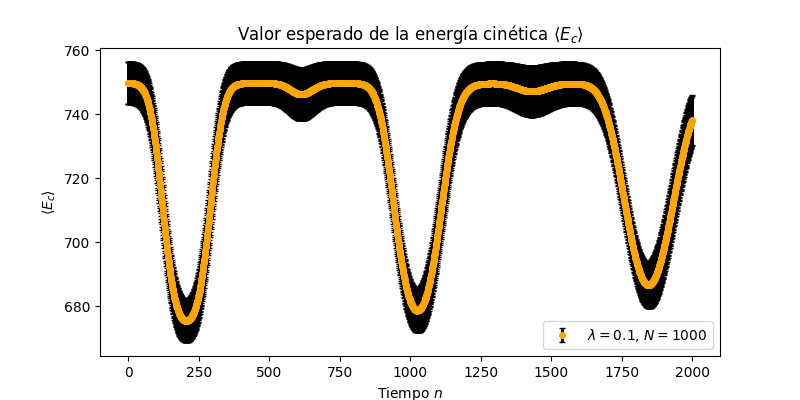 Valor esperado de la energía cinética ⟨E_c⟩
760
740
720
700
680
⟨E_c⟩
λ = 0.1, N = 1000
0 250 500 750 1000 1250 1500 1750 2000
Tiempo n